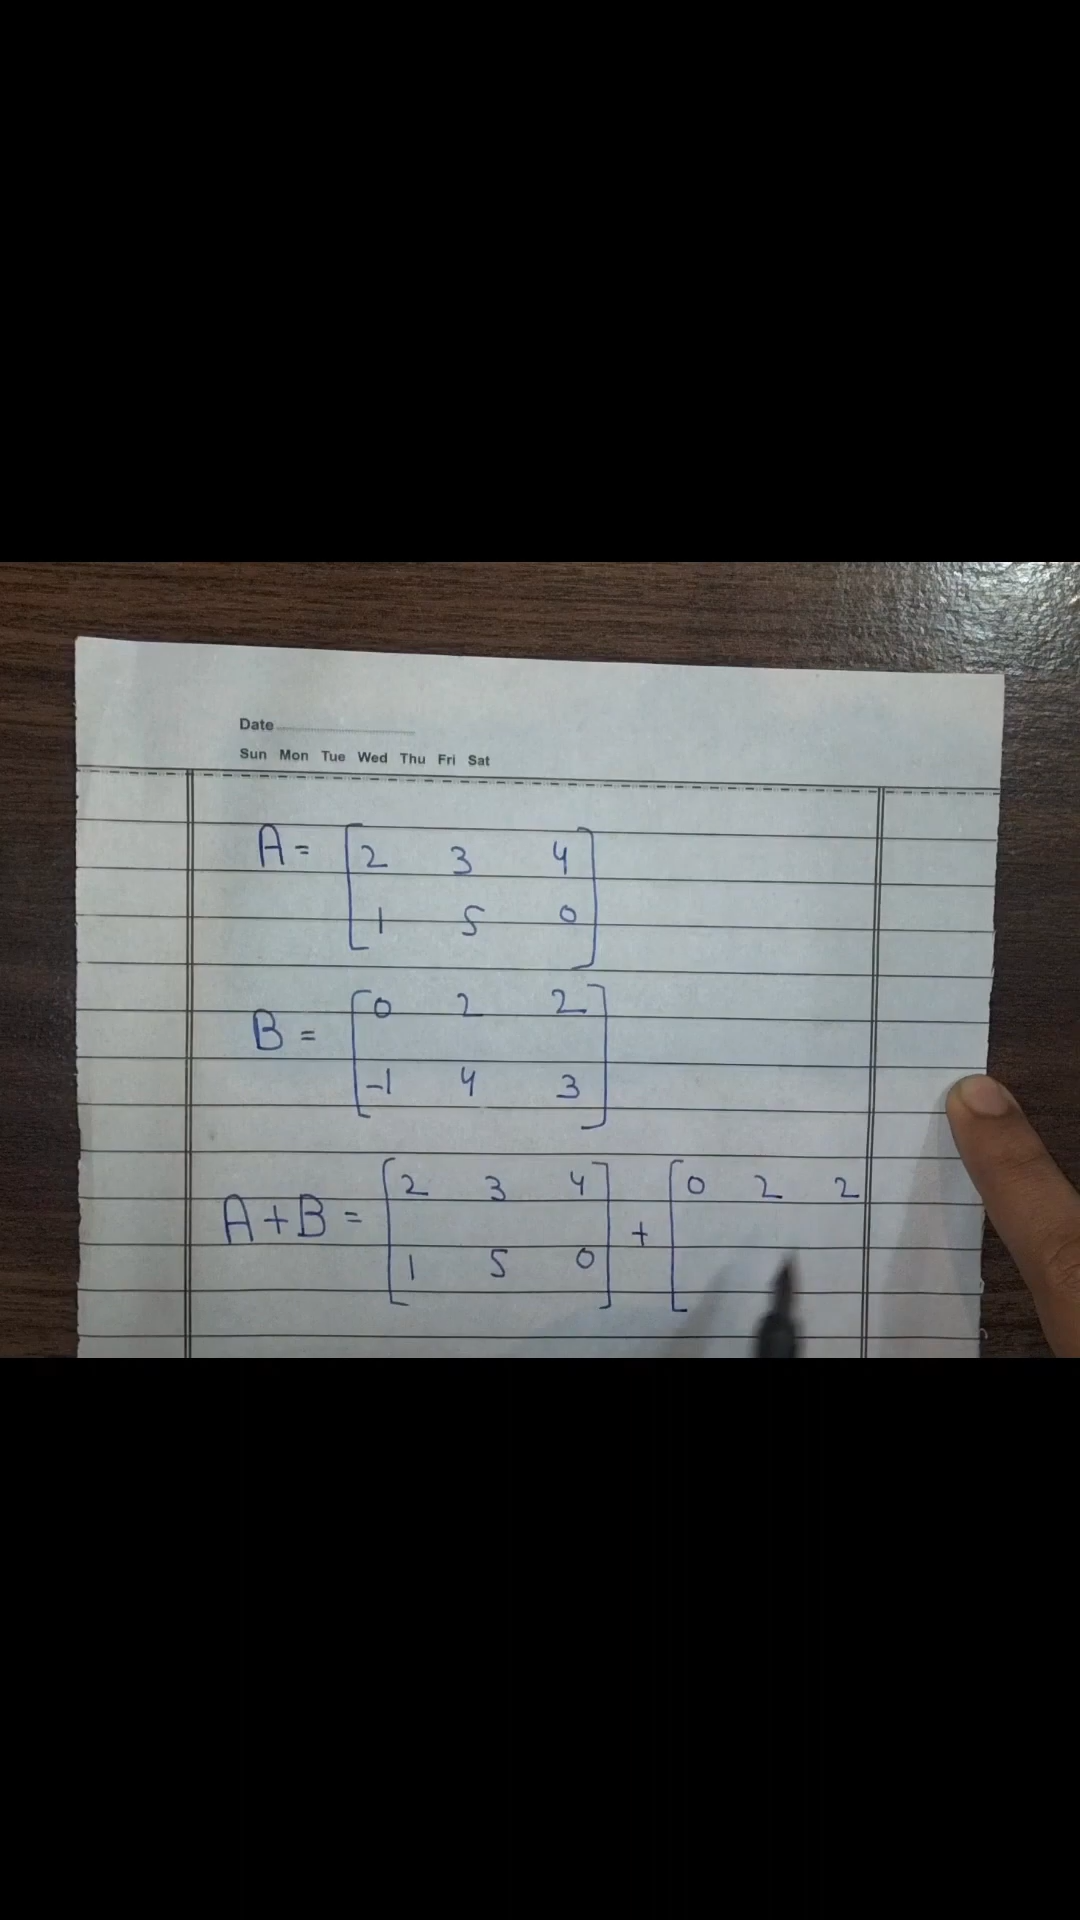 Date
Sun Mon Tue Wed Thu Fri Sat
A = [2 3 4
1 5 0]
B = [0 2 2
-1 4 3]
A+B = [2 3 4
1 5 0] + [0 2 2